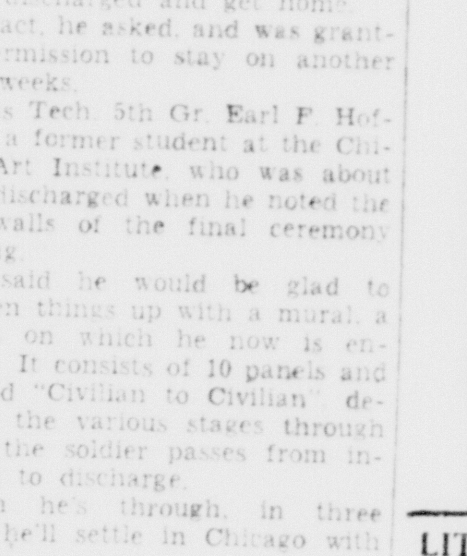 discharged and get home.
act, he asked, and was grant-
rmission to stay on another
weeks.
s Tech. 5th Gr. Earl F. Hof-
a former student at the Chi-
Art Institute, who was about
discharged when he noted the
walls of the final ceremony
g.
said he would be glad to
en things up with a mural, a
on which he now is en-
It consists of 10 panels and
d "Civilian to Civilian", de-
the various stages through
the soldier passes from in-
to discharge.
n he's through, in three
he'll settle in Chicago with
LIT